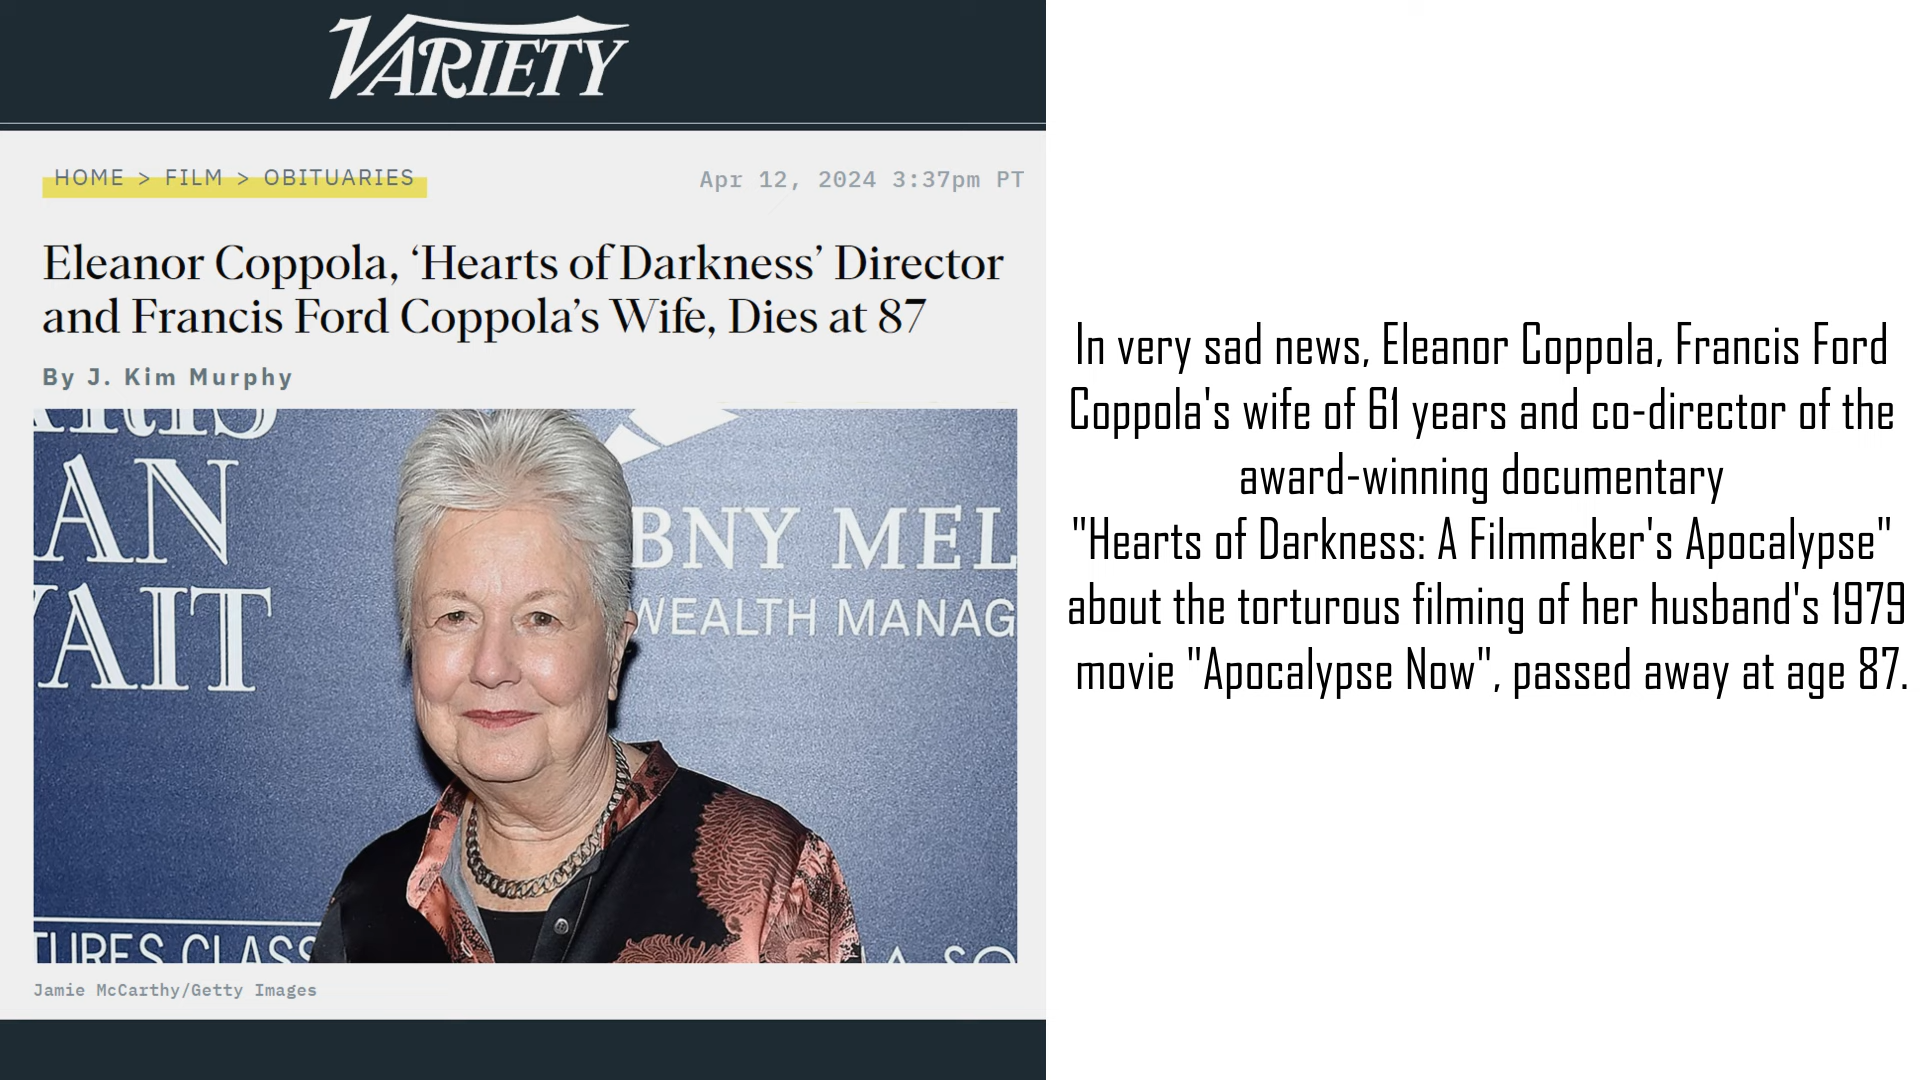 VARIETY
HOME > FILM > OBITUARIES
Apr 12, 2024 3:37pm PT
Eleanor Coppola, ‘Hearts of Darkness’ Director
and Francis Ford Coppola’s Wife, Dies at 87
By J. Kim Murphy
AN
BNY MEL
WEALTH MANAG
AIT
TURES CLASS
A SO
Jamie McCarthy/Getty Images
In very sad news, Eleanor Coppola, Francis Ford
Coppola's wife of 61 years and co-director of the
award-winning documentary
"Hearts of Darkness: A Filmmaker's Apocalypse"
about the torturous filming of her husband's 1979
movie "Apocalypse Now", passed away at age 87.